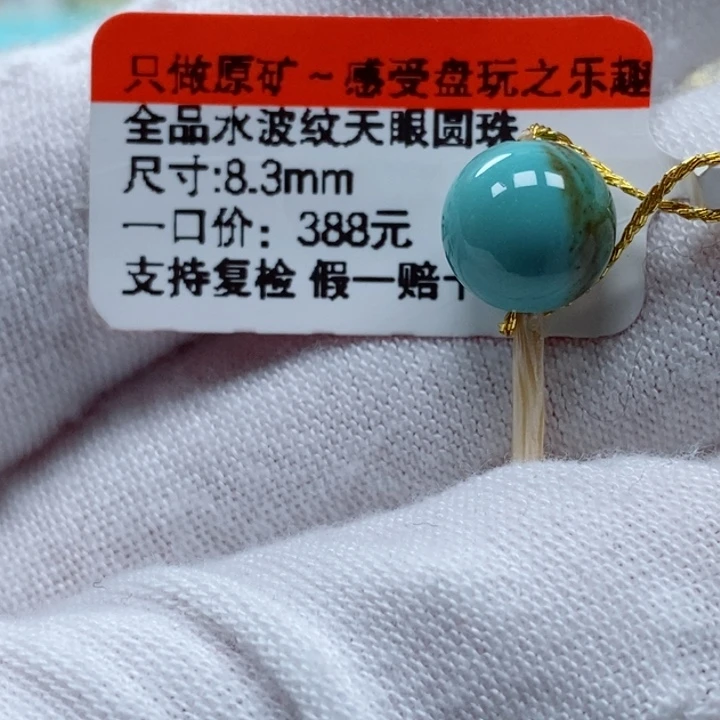 只做原矿~感受盘玩之乐趣
全品水波纹天眼圆珠
尺寸:8.3mm
一口价：388元
支持复检 假一赔十